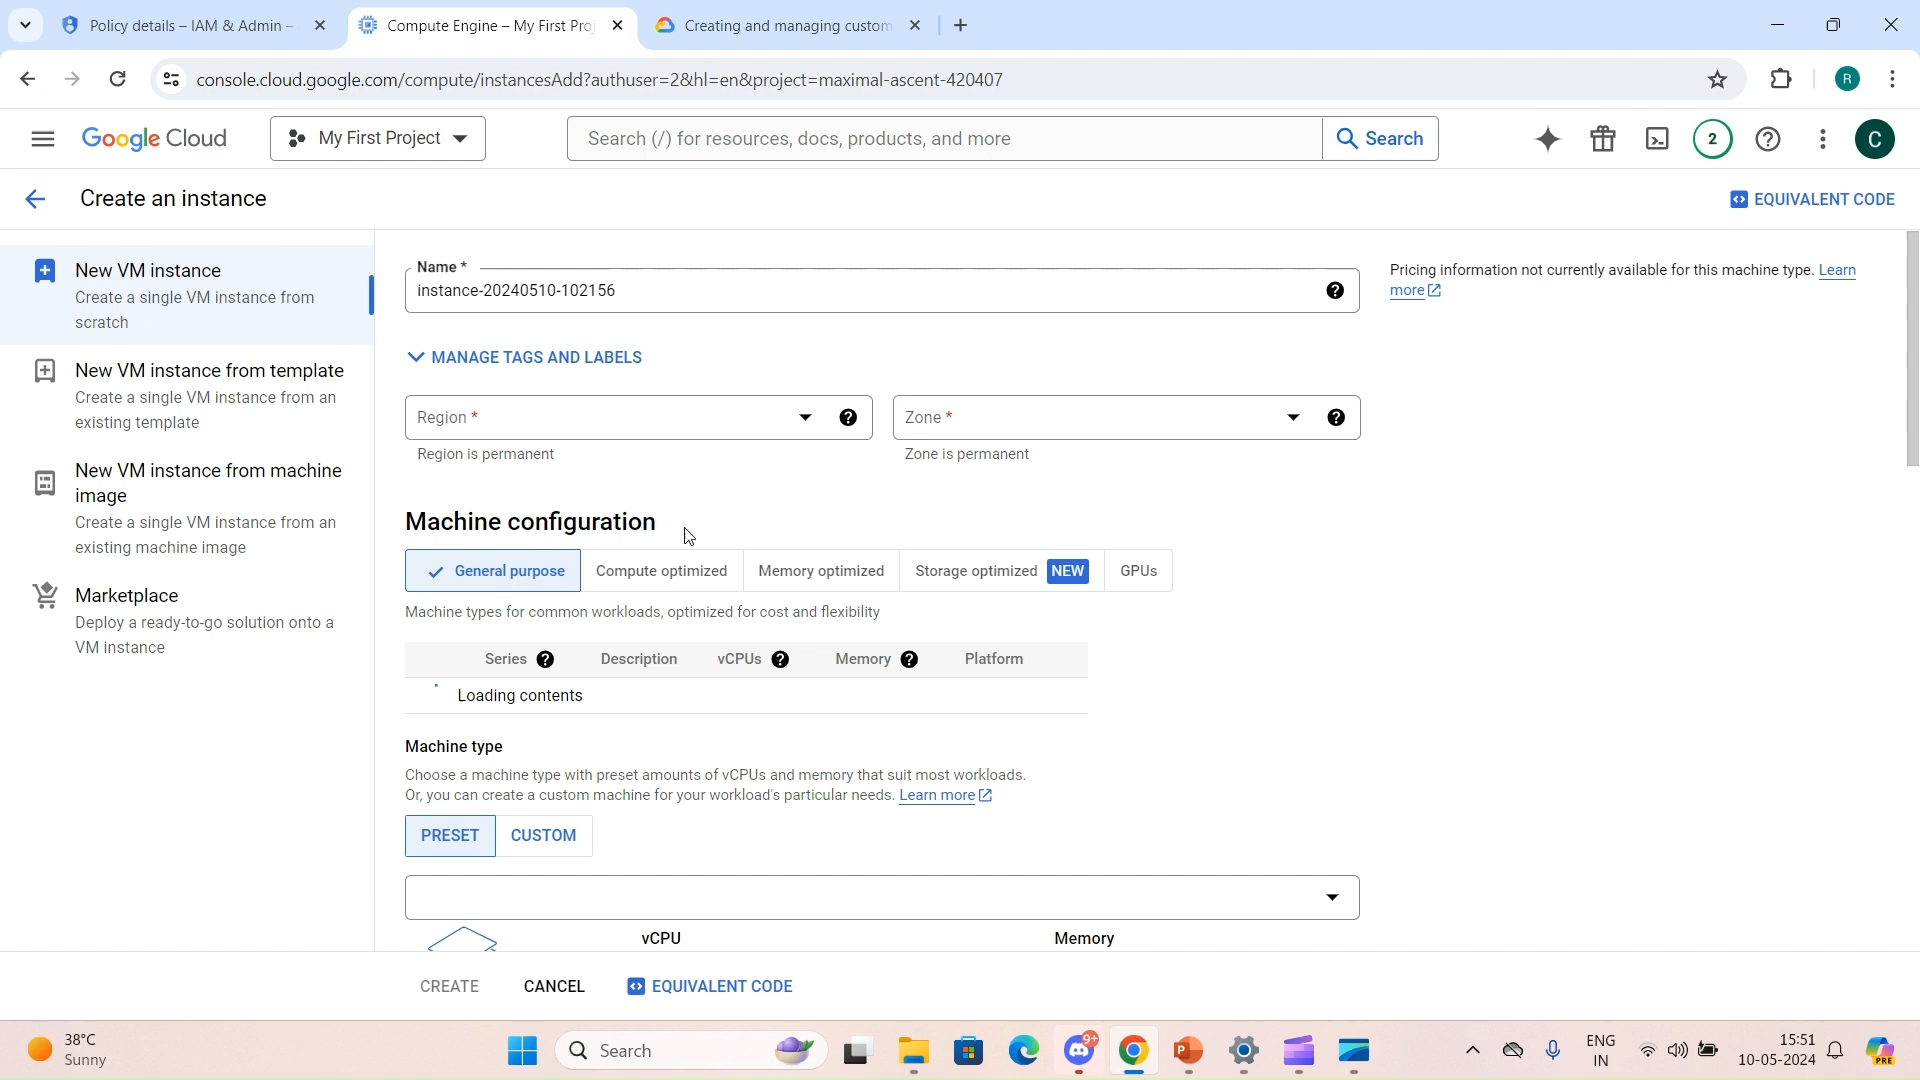 Policy details – IAM & Admin –
Compute Engine – My First Proj
Creating and managing custom
console.cloud.google.com/compute/instancesAdd?authuser=2&hl=en&project=maximal-ascent-420407
R
Google Cloud
My First Project
Search (/) for resources, docs, products, and more
Search
2
C
Create an instance
EQUIVALENT CODE
New VM instance
Create a single VM instance from
scratch
New VM instance from template
Create a single VM instance from an
existing template
New VM instance from machine
image
Create a single VM instance from an
existing machine image
Marketplace
Deploy a ready-to-go solution onto a
VM instance
Name *
instance-20240510-102156
MANAGE TAGS AND LABELS
Region *
Region is permanent
Zone *
Zone is permanent
Pricing information not currently available for this machine type. Learn
more
Machine configuration
General purpose
Compute optimized
Memory optimized
Storage optimized NEW
GPUs
Machine types for common workloads, optimized for cost and flexibility
Series Description vCPUs Memory Platform
Loading contents
Machine type
Choose a machine type with preset amounts of vCPUs and memory that suit most workloads.
Or, you can create a custom machine for your workload's particular needs. Learn more
PRESET CUSTOM
vCPU Memory
CREATE CANCEL EQUIVALENT CODE
38°C
Sunny
Search
9+
ENG
IN
15:51
10-05-2024
PRE